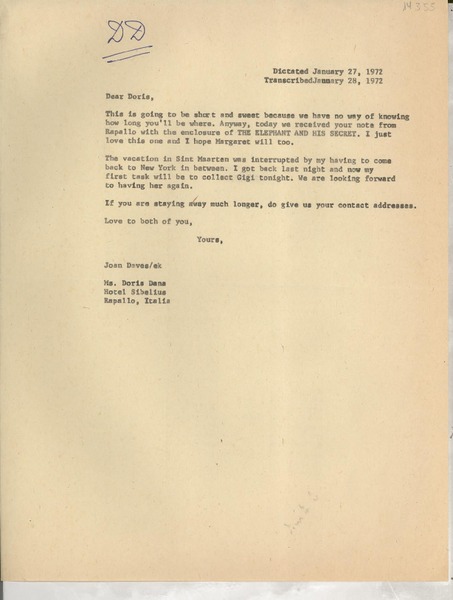 14355
DD
Dictated January 27, 1972
TranscribedJanuary 28, 1972
Dear Doris,
This is going to be short and sweet because we have no way of knowing
how long you'll be where. Anyway, today we received your note from
Rapallo with the enclosure of THE ELEPHANT AND HIS SECRET. I just
love this one and I hope Margaret will too.
The vacation in Sint Maarten was interrupted by my having to come
back to New York in between. I got back last night and now my
first task will be to collect Gigi tonight. We are looking forward
to having her again.
If you are staying away much longer, do give us your contact addresses.
Love to both of you,
Yours,
Joan Daves/ek
Ms. Doris Dana
Hotel Sibelius
Rapallo, Italia